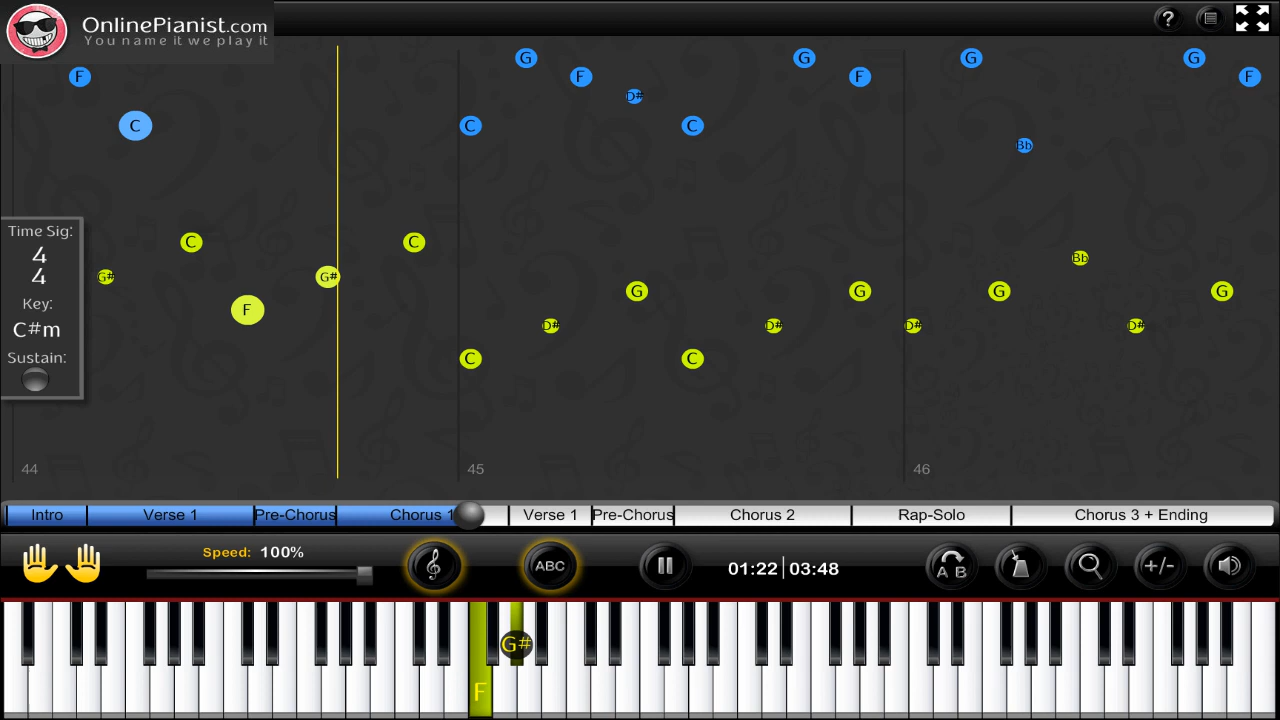 OnlinePianist.com
You name it we play it
?
G G G G
F F F F
D#
C C C C
Bb
Time Sig:
4
4
Key:
C#m
Sustain:
C C
Bb
G# G#
G G G G
F
D# D# D# D#
C C
44 45 46
Intro Verse 1 Pre-Chorus Chorus 1 Verse 1 Pre-Chorus Chorus 2 Rap-Solo Chorus 3 + Ending
Speed: 100%
ABC
01:22 03:48
A B
+/-
G#
F